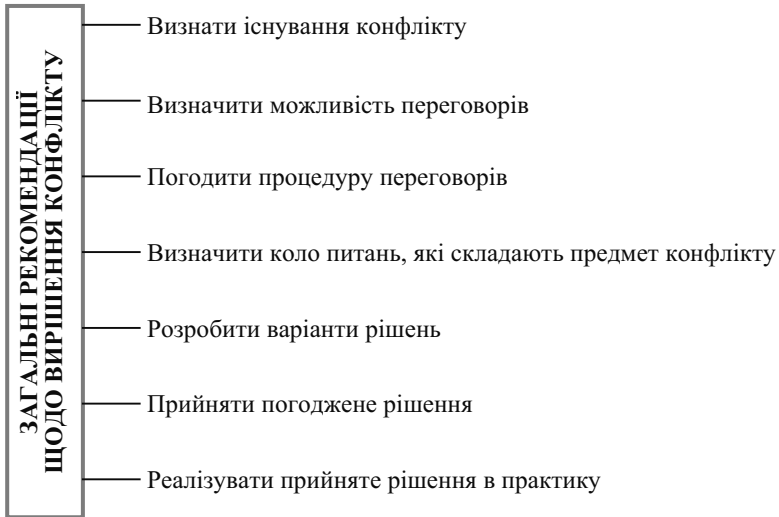 ЗАГАЛЬНІ РЕКОМЕНДАЦІЇ
ЩОДО ВИРІШЕННЯ КОНФЛІКТУ
Визнати існування конфлікту
Визначити можливість переговорів
Погодити процедуру переговорів
Визначити коло питань, які складають предмет конфлікту
Розробити варіанти рішень
Прийняти погоджене рішення
Реалізувати прийняте рішення в практику